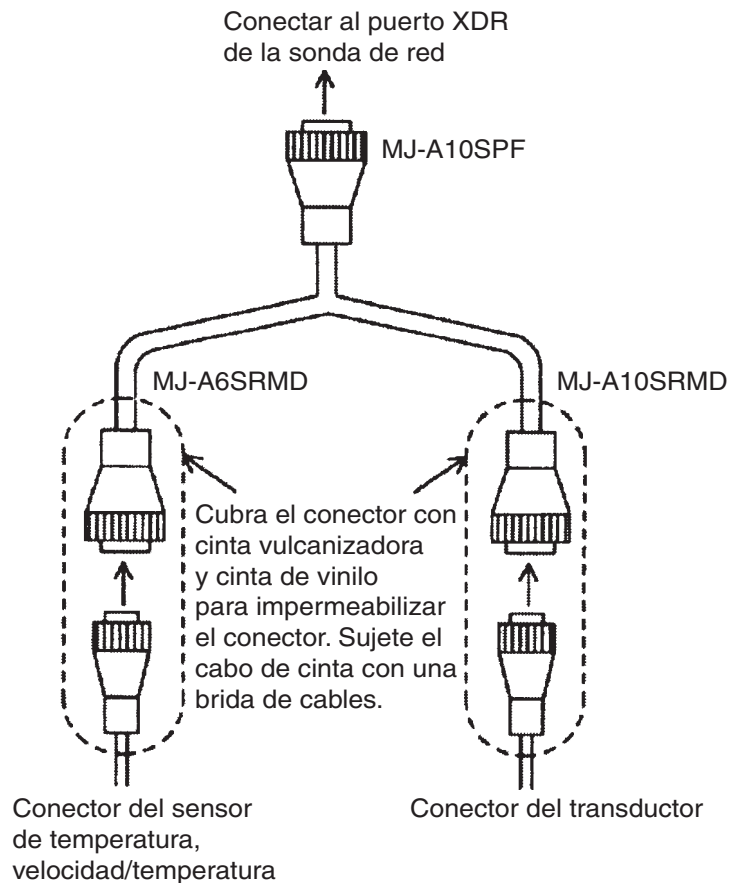 Conectar al puerto XDR
de la sonda de red
MJ-A10SPF
MJ-A6SRMD
MJ-A10SRMD
Cubra el conector con
cinta vulcanizadora
y cinta de vinilo
para impermeabilizar
el conector. Sujete el
cabo de cinta con una
brida de cables.
Conector del sensor
de temperatura,
velocidad/temperatura
Conector del transductor